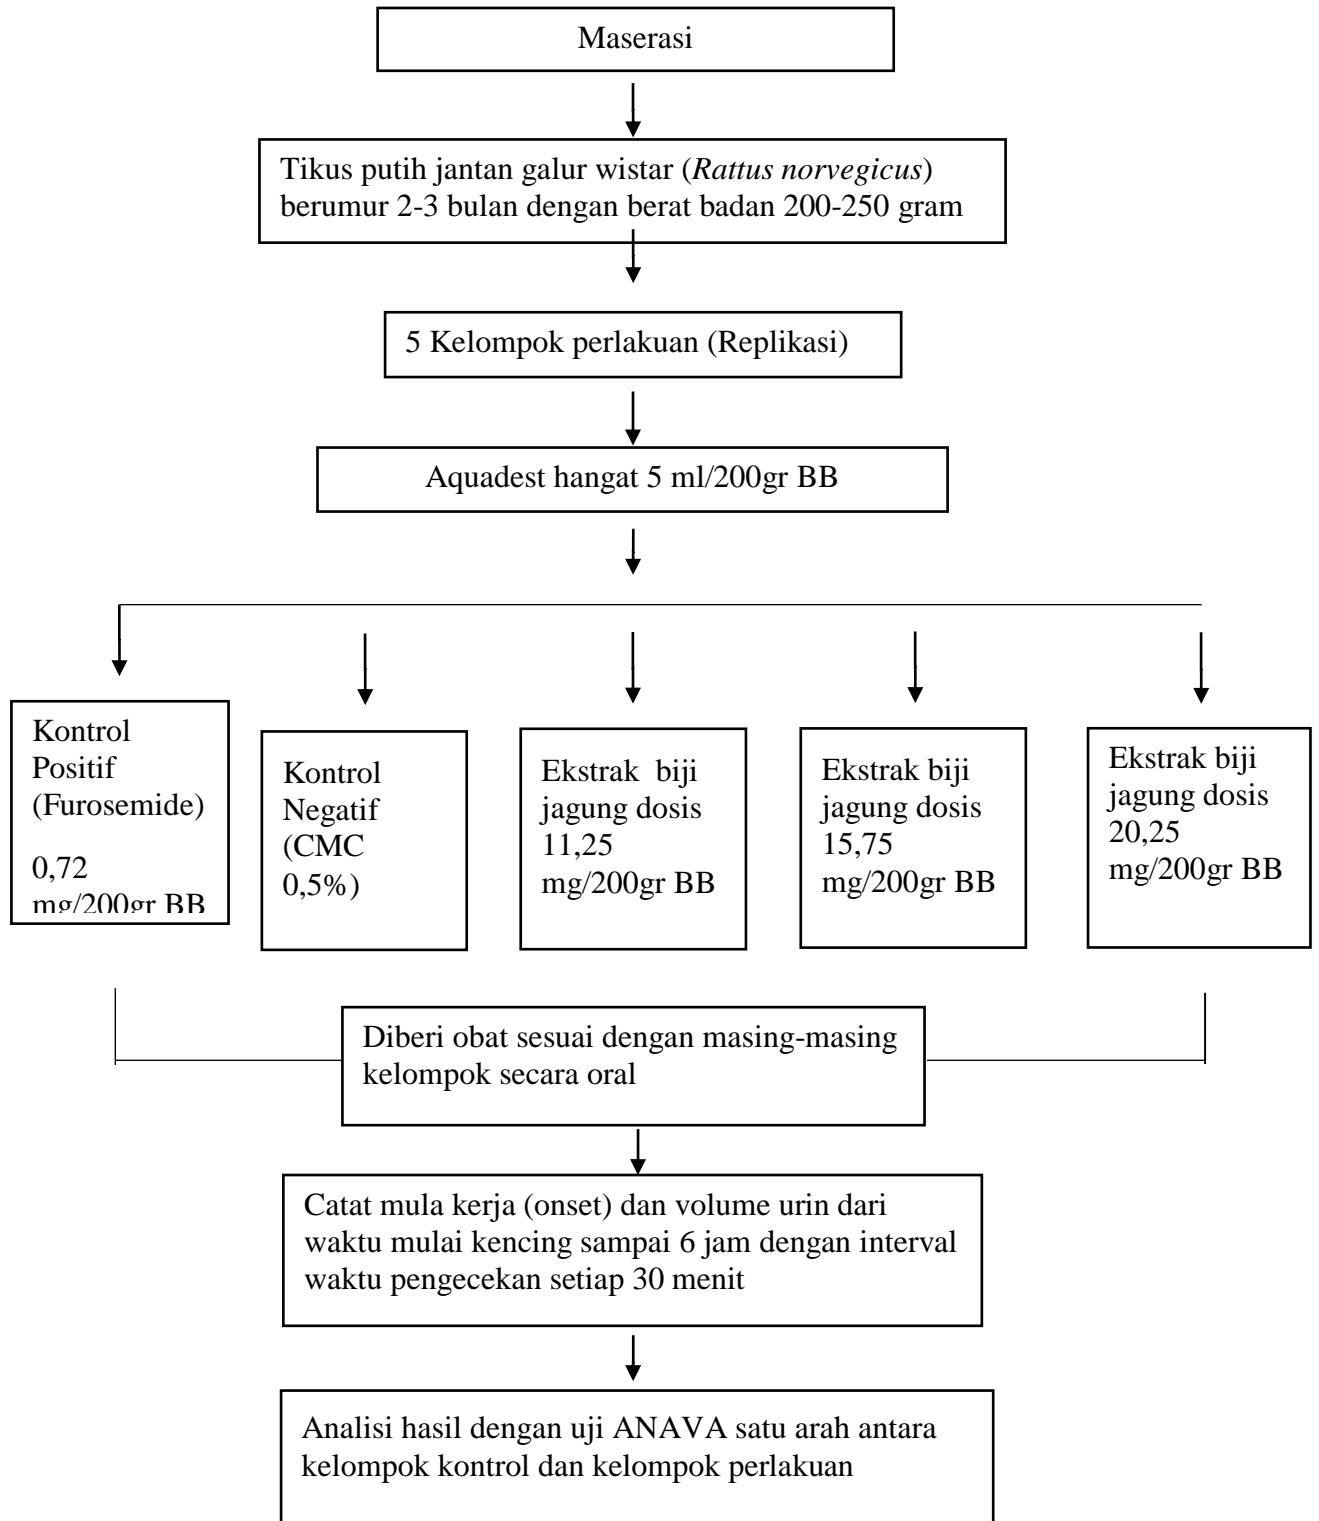 Maserasi
Tikus putih jantan galur wistar (Rattus norvegicus)
berumur 2-3 bulan dengan berat badan 200-250 gram
5 Kelompok perlakuan (Replikasi)
Aquadest hangat 5 ml/200gr BB
Kontrol
Positif
(Furosemide)
0,72
mg/200gr BB
Kontrol
Negatif
(CMC
0,5%)
Ekstrak biji
jagung dosis
11,25
mg/200gr BB
Ekstrak biji
jagung dosis
15,75
mg/200gr BB
Ekstrak biji
jagung dosis
20,25
mg/200gr BB
Diberi obat sesuai dengan masing-masing
kelompok secara oral
Catat mula kerja (onset) dan volume urin dari
waktu mulai kencing sampai 6 jam dengan interval
waktu pengecekan setiap 30 menit
Analisi hasil dengan uji ANAVA satu arah antara
kelompok kontrol dan kelompok perlakuan